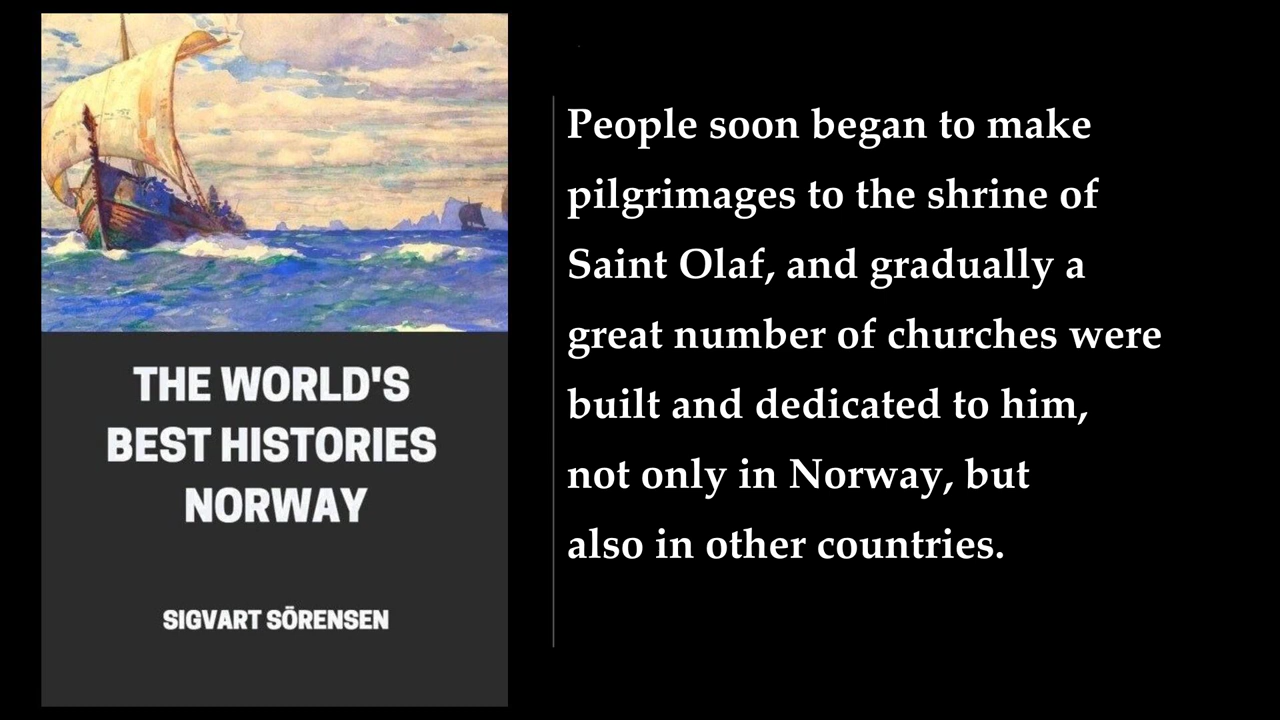 THE WORLD'S
BEST HISTORIES
NORWAY
SIGVART SÖRENSEN
People soon began to make
pilgrimages to the shrine of
Saint Olaf, and gradually a
great number of churches were
built and dedicated to him,
not only in Norway, but
also in other countries.